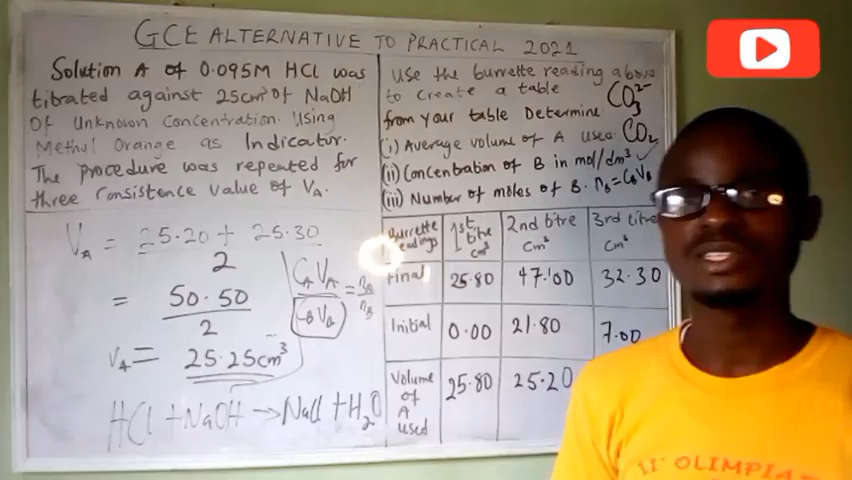 GCE ALTERNATIVE TO PRACTICAL 2021
Solution A of 0.095M HCl was
titrated against 25cm³ of NaOH
Of Unknown Concentration Using
Methyl Orange as Indicator.
The procedure was repeated for
three Consistence Value of VA.
VA = 25.20 + 25.30
2
= 50.50
2
VA = 25.25cm³
CAVA = nA
CBVB nB
HCl + NaOH → NaCl + H₂O
Use the burrette reading above
to create a table
CO₃²⁻
from your table Determine
(i) Average volume of A used. CO₂
(ii) Concentration of B in mol/dm³ ✓
(iii) Number of moles of B. nB = CBVB
Burrette readings 1st titre cm³ 2nd titre cm³ 3rd titre cm³
Final 25.80 47.00 32.30
Initial 0.00 21.80 7.00
Volume of A used 25.80 25.20
II OLIMPIA